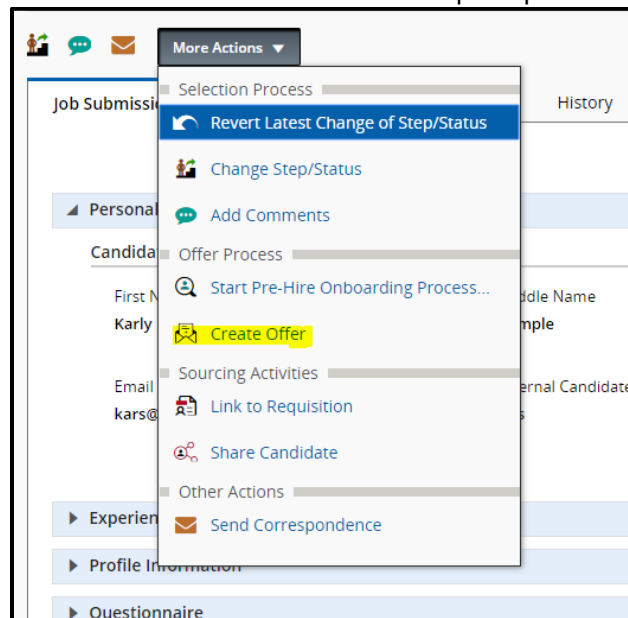 More Actions
Selection Process
Job Submissi
History
Revert Latest Change of Step/Status
Change Step/Status
Personal
Add Comments
Candida
Offer Process
Start Pre-Hire Onboarding Process...
First N
ddle Name
Karly
mple
Create Offer
Sourcing Activities
Email
ernal Candidate
Link to Requisition
kars@
s
Share Candidate
Other Actions
Experien
Send Correspondence
Profile Information
Questionnaire